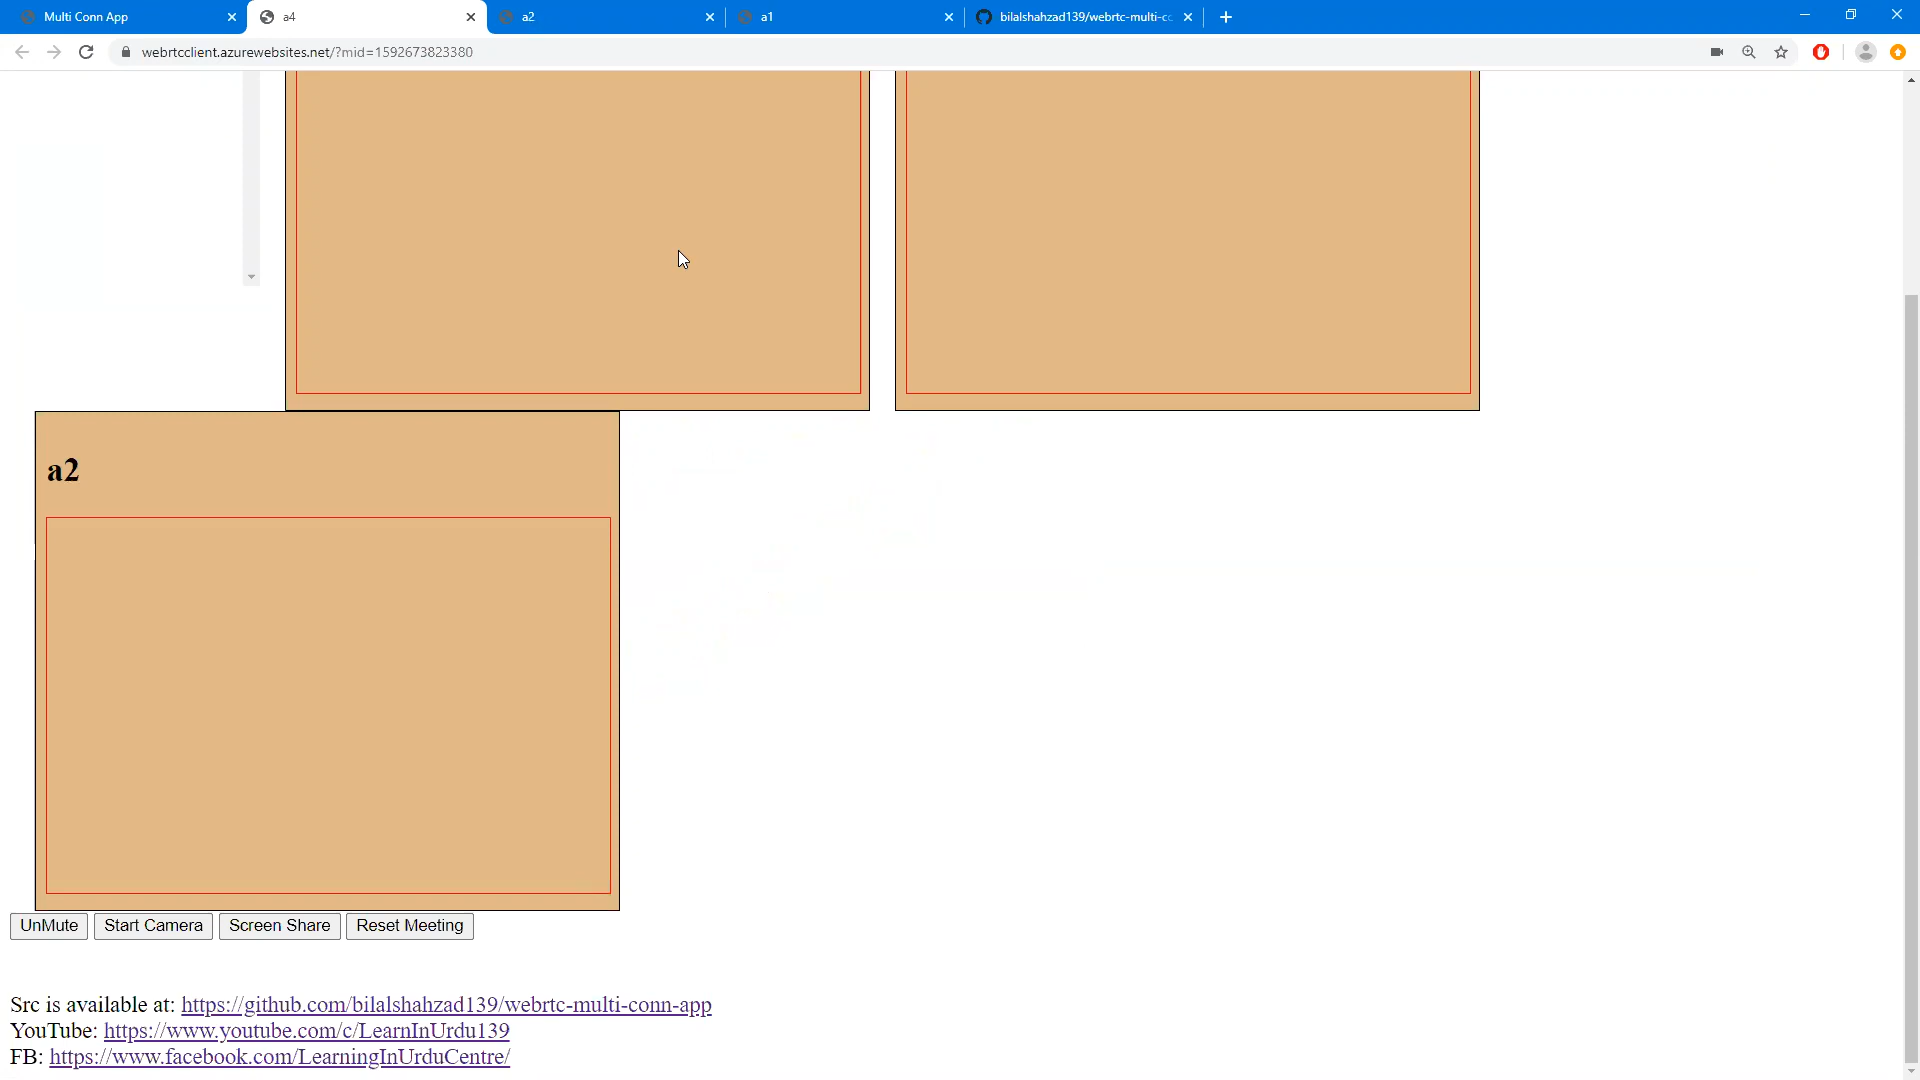 Multi Conn App
a4
a2
a1
bilalshahzad139/webrtc-multi-cc
webrtcclient.azurewebsites.net/?mid=1592673823380
a2
UnMute
Start Camera
Screen Share
Reset Meeting
Src is available at: https://github.com/bilalshahzad139/webrtc-multi-conn-app
YouTube: https://www.youtube.com/c/LearnInUrdu139
FB: https://www.facebook.com/LearningInUrduCentre/